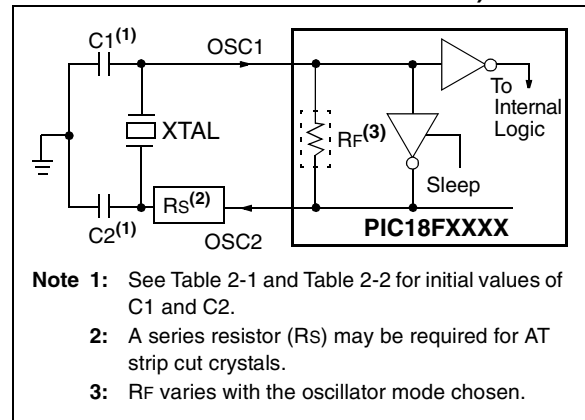 C1(1)
OSC1
To
Internal
Logic
XTAL
RF(3)
Sleep
RS(2)
C2(1)
OSC2
PIC18FXXXX
Note 1: See Table 2-1 and Table 2-2 for initial values of
C1 and C2.
2: A series resistor (RS) may be required for AT
strip cut crystals.
3: RF varies with the oscillator mode chosen.